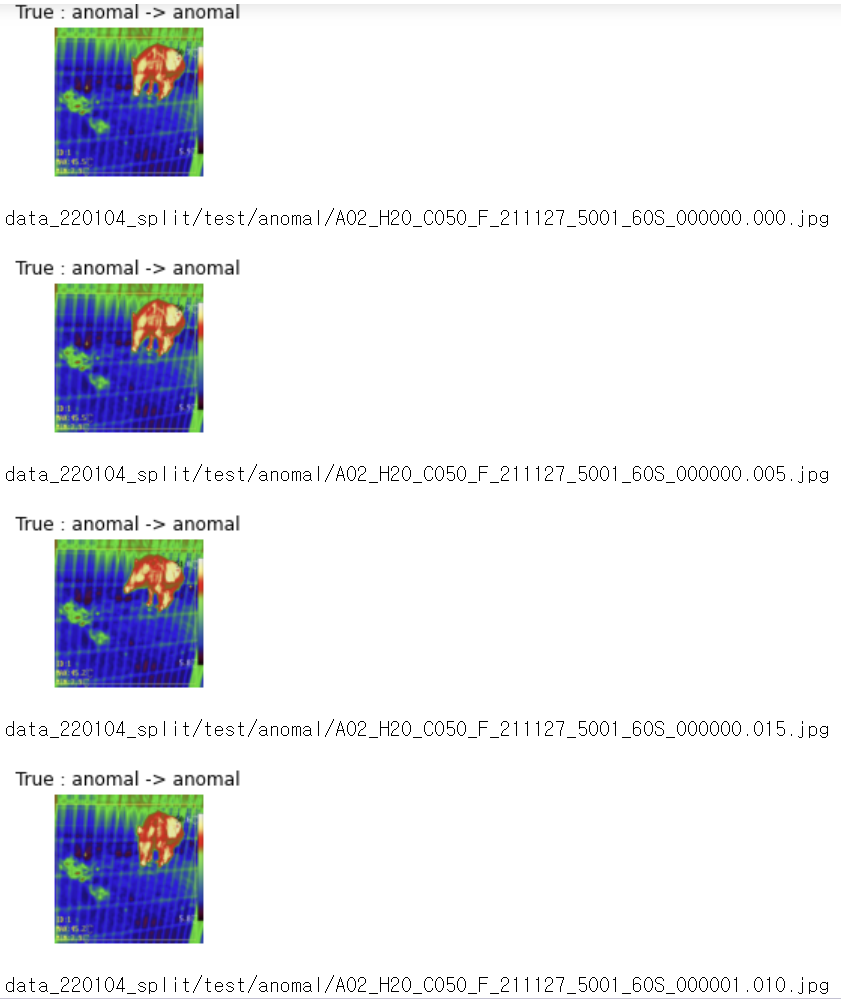 True : anomal -> anomal
data_220104_split/test/anomal/A02_H20_C050_F_211127_5001_60S_000000.000.jpg
True : anomal -> anomal
data_220104_split/test/anomal/A02_H20_C050_F_211127_5001_60S_000000.005.jpg
True : anomal -> anomal
data_220104_split/test/anomal/A02_H20_C050_F_211127_5001_60S_000000.015.jpg
True : anomal -> anomal
data_220104_split/test/anomal/A02_H20_C050_F_211127_5001_60S_000001.010.jpg